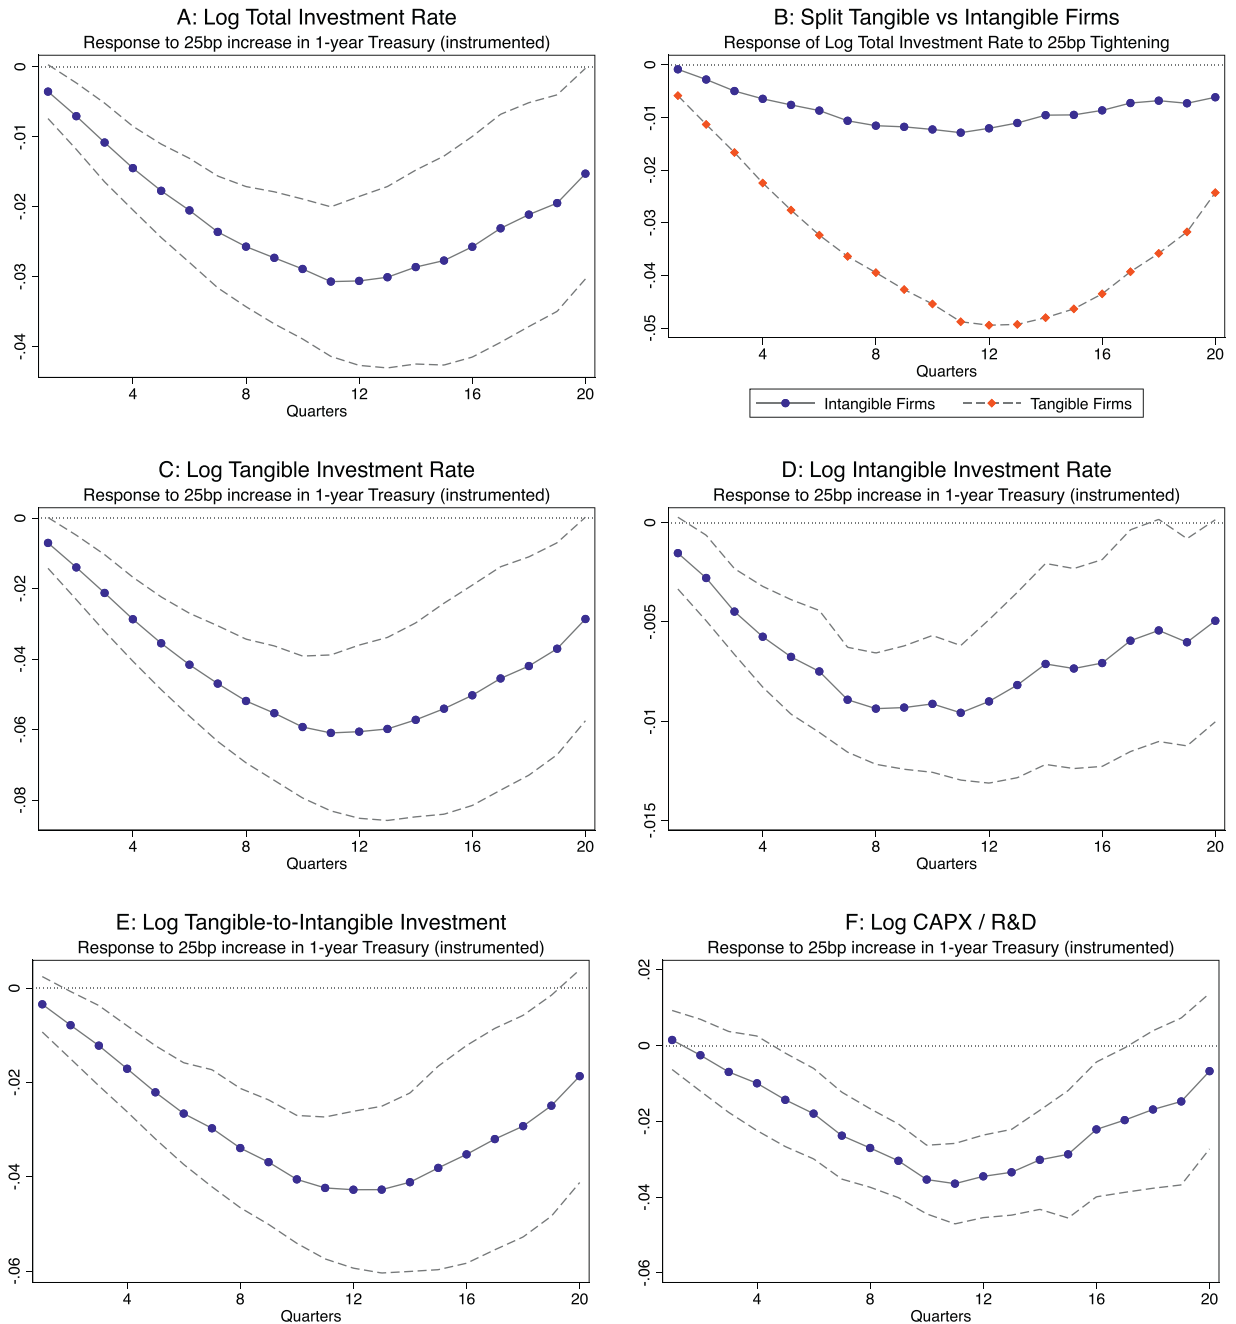 A: Log Total Investment Rate
Response to 25bp increase in 1-year Treasury (instrumented)
0
-.01
-.02
-.03
-.04
4 8 12 16 20
Quarters
B: Split Tangible vs Intangible Firms
Response of Log Total Investment Rate to 25bp Tightening
0
-.01
-.02
-.03
-.04
-.05
4 8 12 16 20
Quarters
Intangible Firms Tangible Firms
C: Log Tangible Investment Rate
Response to 25bp increase in 1-year Treasury (instrumented)
0
-.02
-.04
-.06
-.08
4 8 12 16 20
Quarters
D: Log Intangible Investment Rate
Response to 25bp increase in 1-year Treasury (instrumented)
0
-.005
-.01
-.015
4 8 12 16 20
Quarters
E: Log Tangible-to-Intangible Investment
Response to 25bp increase in 1-year Treasury (instrumented)
0
-.02
-.04
-.06
4 8 12 16 20
Quarters
F: Log CAPX / R&D
Response to 25bp increase in 1-year Treasury (instrumented)
.02
0
-.02
-.04
-.06
4 8 12 16 20
Quarters